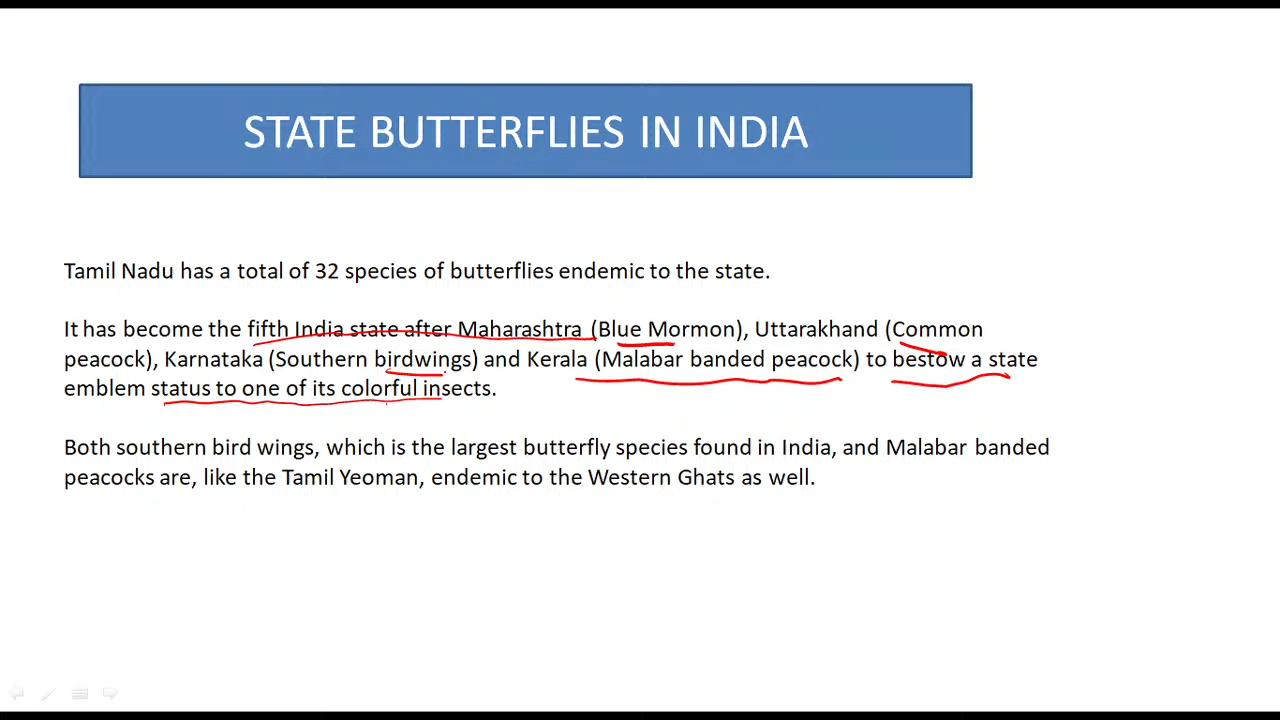 STATE BUTTERFLIES IN INDIA
Tamil Nadu has a total of 32 species of butterflies endemic to the state.
It has become the fifth India state after Maharashtra (Blue Mormon), Uttarakhand (Common
peacock), Karnataka (Southern birdwings) and Kerala (Malabar banded peacock) to bestow a state
emblem status to one of its colorful insects.
Both southern bird wings, which is the largest butterfly species found in India, and Malabar banded
peacocks are, like the Tamil Yeoman, endemic to the Western Ghats as well.